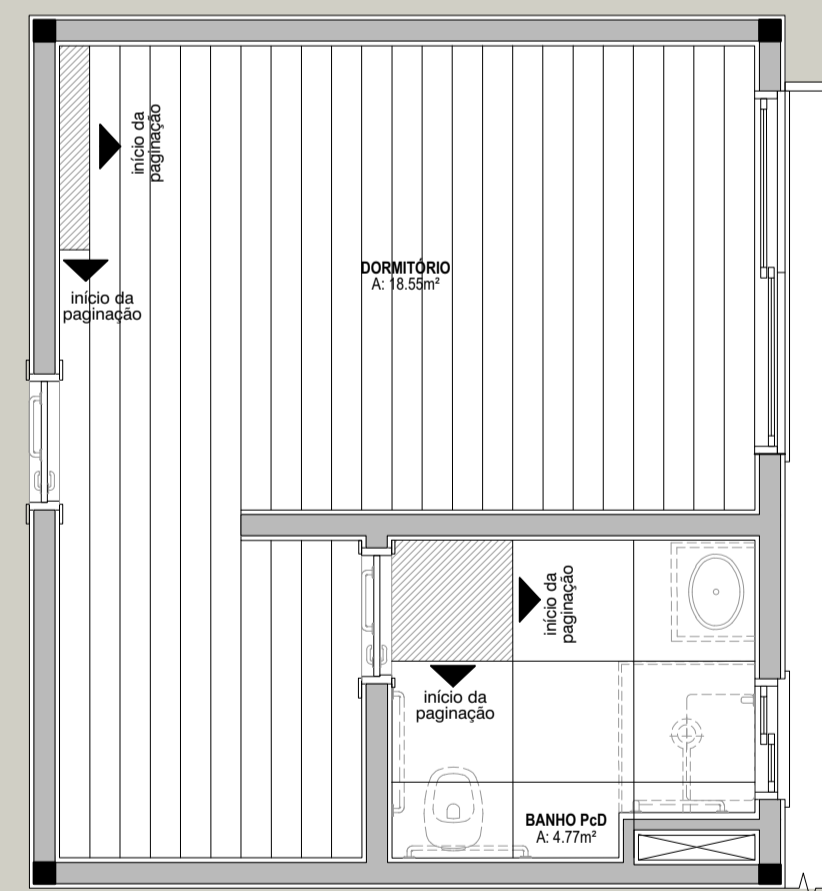 início da
paginação
DORMITÓRIO
A: 18.55m²
início da
paginação
início da
paginação
início da
paginação
BANHO PcD
A: 4.77m²